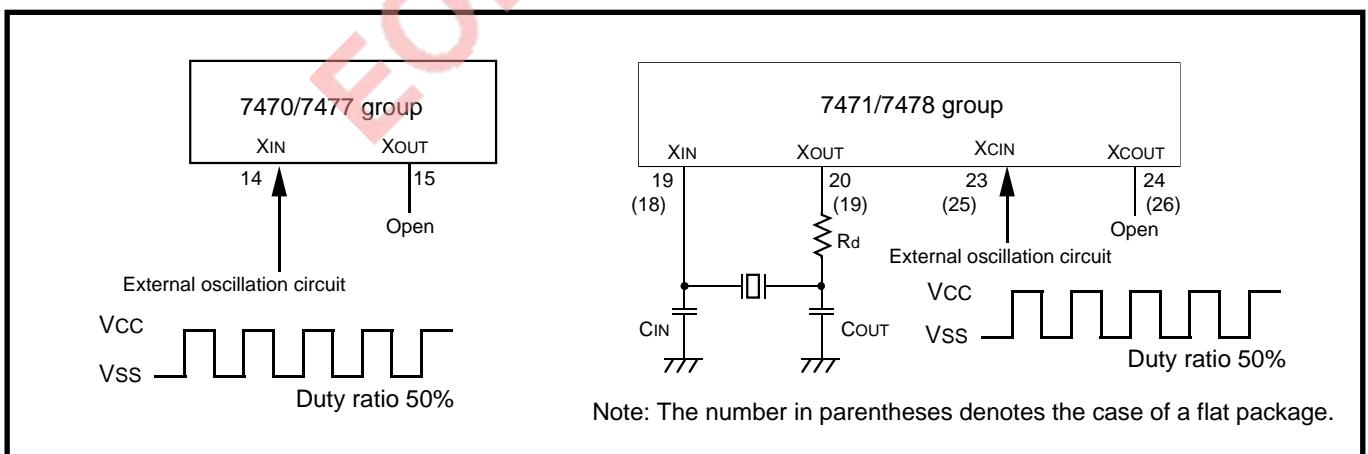 EOL
7470/7477 group
XIN XOUT
14 15
Open
External oscillation circuit
VCC
VSS
Duty ratio 50%
7471/7478 group
XIN XOUT XCIN XCOUT
19 20 23 24
(18) (19) (25) (26)
Rd
Open
External oscillation circuit
CIN COUT
VCC
VSS
Duty ratio 50%
Note: The number in parentheses denotes the case of a flat package.